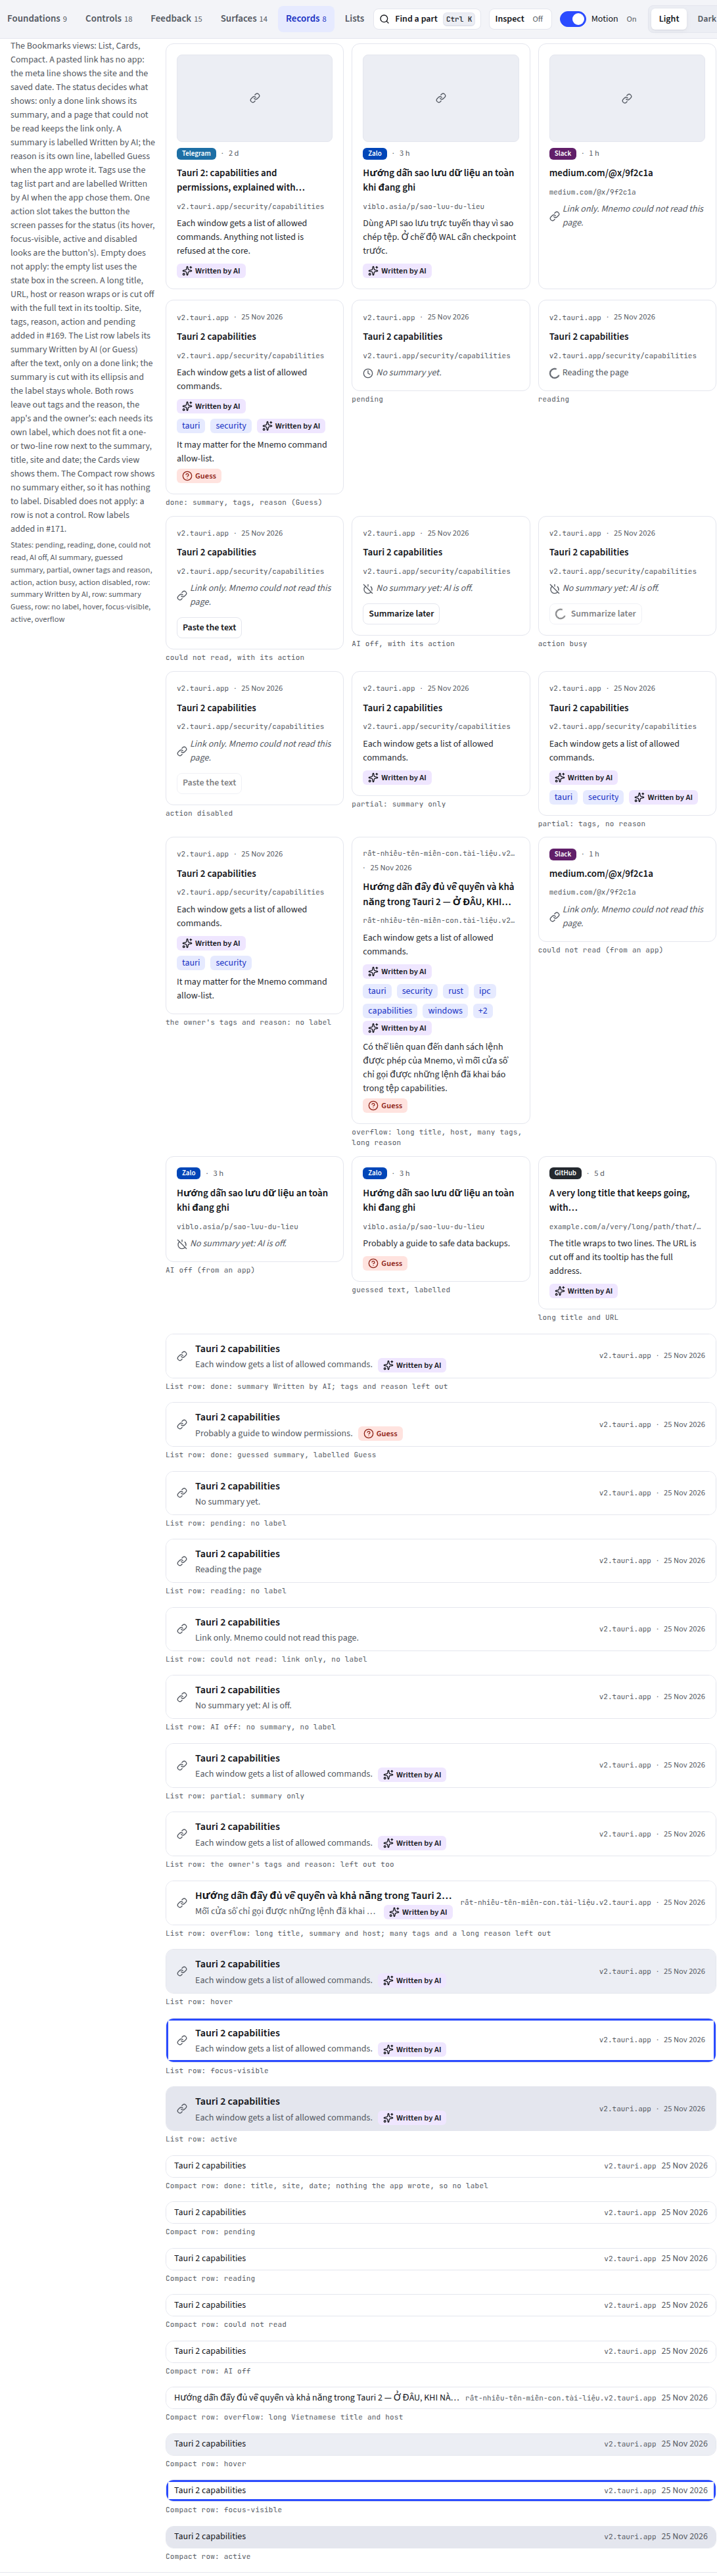 Foundations 9
Controls 18
Feedback 15
Surfaces 14
Records 8
Lists
Find a part Ctrl K
Inspect Off
Motion On
Light
Dark
The Bookmarks views: List, Cards,
Compact. A pasted link has no app:
the meta line shows the site and the
saved date. The status decides what
shows: only a done link shows its
summary, and a page that could not
be read keeps the link only. A
summary is labelled Written by AI; the
reason is its own line, labelled Guess
when the app wrote it. Tags use the
tag list part and are labelled Written
by AI when the app chose them. One
action slot takes the button the
screen passes for the status (its hover,
focus-visible, active and disabled
looks are the button's). Empty does
not apply: the empty list uses the
state box in the screen. A long title,
URL, host or reason wraps or is cut off
with the full text in its tooltip. Site,
tags, reason, action and pending
added in #169. The List row labels its
summary Written by AI (or Guess)
after the text, only on a done link; the
summary is cut with its ellipsis and
the label stays whole. Both rows
leave out tags and the reason, the
app's and the owner's: each needs its
own label, which does not fit a one-
or two-line row next to the summary,
title, site and date; the Cards view
shows them. The Compact row shows
no summary either, so it has nothing
to label. Disabled does not apply: a
row is not a control. Row labels
added in #171.
States: pending, reading, done, could not
read, AI off, AI summary, guessed
summary, partial, owner tags and reason,
action, action busy, action disabled, row:
summary Written by AI, row: summary
Guess, row: no label, hover, focus-visible,
active, overflow
Telegram · 2 d
Tauri 2: capabilities and
permissions, explained with…
v2.tauri.app/security/capabilities
Each window gets a list of allowed
commands. Anything not listed is
refused at the core.
Written by AI
Zalo · 3 h
Hướng dẫn sao lưu dữ liệu an toàn
khi đang ghi
viblo.asia/p/sao-luu-du-lieu
Dùng API sao lưu trực tuyến thay vì sao
chép tệp. Ở chế độ WAL cần checkpoint
trước.
Written by AI
Slack · 1 h
medium.com/@x/9f2c1a
medium.com/@x/9f2c1a
Link only. Mnemo could not read this
page.
v2.tauri.app · 25 Nov 2026
Tauri 2 capabilities
v2.tauri.app/security/capabilities
Each window gets a list of allowed
commands.
Written by AI
tauri security Written by AI
It may matter for the Mnemo command
allow-list.
Guess
done: summary, tags, reason (Guess)
v2.tauri.app · 25 Nov 2026
Tauri 2 capabilities
v2.tauri.app/security/capabilities
No summary yet.
pending
v2.tauri.app · 25 Nov 2026
Tauri 2 capabilities
v2.tauri.app/security/capabilities
Reading the page
reading
v2.tauri.app · 25 Nov 2026
Tauri 2 capabilities
v2.tauri.app/security/capabilities
Link only. Mnemo could not read this
page.
Paste the text
could not read, with its action
v2.tauri.app · 25 Nov 2026
Tauri 2 capabilities
v2.tauri.app/security/capabilities
No summary yet: AI is off.
Summarize later
AI off, with its action
v2.tauri.app · 25 Nov 2026
Tauri 2 capabilities
v2.tauri.app/security/capabilities
No summary yet: AI is off.
Summarize later
action busy
v2.tauri.app · 25 Nov 2026
Tauri 2 capabilities
v2.tauri.app/security/capabilities
Link only. Mnemo could not read this
page.
Paste the text
action disabled
v2.tauri.app · 25 Nov 2026
Tauri 2 capabilities
v2.tauri.app/security/capabilities
Each window gets a list of allowed
commands.
Written by AI
partial: summary only
v2.tauri.app · 25 Nov 2026
Tauri 2 capabilities
v2.tauri.app/security/capabilities
Each window gets a list of allowed
commands.
Written by AI
tauri security Written by AI
partial: tags, no reason
v2.tauri.app · 25 Nov 2026
Tauri 2 capabilities
v2.tauri.app/security/capabilities
Each window gets a list of allowed
commands.
Written by AI
tauri security
It may matter for the Mnemo command
allow-list.
the owner's tags and reason: no label
rất-nhiều-tên-miền-con.tài-liệu.v2…
· 25 Nov 2026
Hướng dẫn đầy đủ về quyền và khả
năng trong Tauri 2 — Ở ĐÂU, KHI…
rất-nhiều-tên-miền-con.tài-liệu.v2…
Each window gets a list of allowed
commands.
Written by AI
tauri security rust ipc
capabilities windows +2
Written by AI
Có thể liên quan đến danh sách lệnh
được phép của Mnemo, vì mỗi cửa sổ
chỉ gọi được những lệnh đã khai báo
trong tệp capabilities.
Guess
overflow: long title, host, many tags,
long reason
Slack · 1 h
medium.com/@x/9f2c1a
medium.com/@x/9f2c1a
Link only. Mnemo could not read this
page.
could not read (from an app)
Zalo · 3 h
Hướng dẫn sao lưu dữ liệu an toàn
khi đang ghi
viblo.asia/p/sao-luu-du-lieu
No summary yet: AI is off.
AI off (from an app)
Zalo · 3 h
Hướng dẫn sao lưu dữ liệu an toàn
khi đang ghi
viblo.asia/p/sao-luu-du-lieu
Probably a guide to safe data backups.
Guess
guessed text, labelled
GitHub · 5 d
A very long title that keeps going,
with…
example.com/a/very/long/path/that/…
The title wraps to two lines. The URL is
cut off and its tooltip has the full
address.
Written by AI
long title and URL
Tauri 2 capabilities
Each window gets a list of allowed commands. Written by AI
v2.tauri.app · 25 Nov 2026
List row: done: summary Written by AI; tags and reason left out
Tauri 2 capabilities
Probably a guide to window permissions. Guess
v2.tauri.app · 25 Nov 2026
List row: done: guessed summary, labelled Guess
Tauri 2 capabilities
No summary yet.
v2.tauri.app · 25 Nov 2026
List row: pending: no label
Tauri 2 capabilities
Reading the page
v2.tauri.app · 25 Nov 2026
List row: reading: no label
Tauri 2 capabilities
Link only. Mnemo could not read this page.
v2.tauri.app · 25 Nov 2026
List row: could not read: link only, no label
Tauri 2 capabilities
No summary yet: AI is off.
v2.tauri.app · 25 Nov 2026
List row: AI off: no summary, no label
Tauri 2 capabilities
Each window gets a list of allowed commands. Written by AI
v2.tauri.app · 25 Nov 2026
List row: partial: summary only
Tauri 2 capabilities
Each window gets a list of allowed commands. Written by AI
v2.tauri.app · 25 Nov 2026
List row: the owner's tags and reason: left out too
Hướng dẫn đầy đủ về quyền và khả năng trong Tauri 2…
Mỗi cửa sổ chỉ gọi được những lệnh đã khai … Written by AI
rất-nhiều-tên-miền-con.tài-liệu.v2.tauri.app · 25 Nov 2026
List row: overflow: long title, summary and host; many tags and a long reason left out
Tauri 2 capabilities
Each window gets a list of allowed commands. Written by AI
v2.tauri.app · 25 Nov 2026
List row: hover
Tauri 2 capabilities
Each window gets a list of allowed commands. Written by AI
v2.tauri.app · 25 Nov 2026
List row: focus-visible
Tauri 2 capabilities
Each window gets a list of allowed commands. Written by AI
v2.tauri.app · 25 Nov 2026
List row: active
Tauri 2 capabilities v2.tauri.app 25 Nov 2026
Compact row: done: title, site, date; nothing the app wrote, so no label
Tauri 2 capabilities v2.tauri.app 25 Nov 2026
Compact row: pending
Tauri 2 capabilities v2.tauri.app 25 Nov 2026
Compact row: reading
Tauri 2 capabilities v2.tauri.app 25 Nov 2026
Compact row: could not read
Tauri 2 capabilities v2.tauri.app 25 Nov 2026
Compact row: AI off
Hướng dẫn đầy đủ về quyền và khả năng trong Tauri 2 — Ở ĐÂU, KHI NÀ… rất-nhiều-tên-miền-con.tài-liệu.v2.tauri.app 25 Nov 2026
Compact row: overflow: long Vietnamese title and host
Tauri 2 capabilities v2.tauri.app 25 Nov 2026
Compact row: hover
Tauri 2 capabilities v2.tauri.app 25 Nov 2026
Compact row: focus-visible
Tauri 2 capabilities v2.tauri.app 25 Nov 2026
Compact row: active